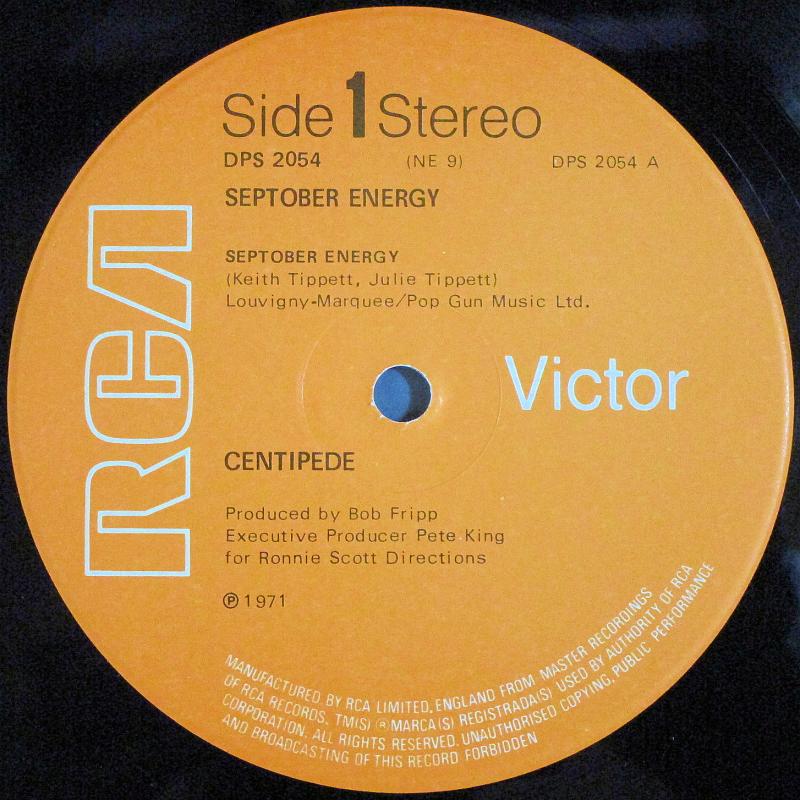 Side 1 Stereo
DPS 2054 (NE 9) DPS 2054 A
SEPTOBER ENERGY
SEPTOBER ENERGY
(Keith Tippett, Julie Tippett)
Louvigny-Marquee/Pop Gun Music Ltd.
RCA
Victor
CENTIPEDE
Produced by Bob Fripp
Executive Producer Pete King
for Ronnie Scott Directions
℗ 1971
MANUFACTURED BY RCA LIMITED, ENGLAND FROM MASTER RECORDINGS
OF RCA RECORDS. TM(S) ® MARCA(S) REGISTRADA(S) USED BY AUTHORITY OF RCA
CORPORATION. ALL RIGHTS RESERVED. UNAUTHORISED COPYING, PUBLIC PERFORMANCE
AND BROADCASTING OF THIS RECORD FORBIDDEN